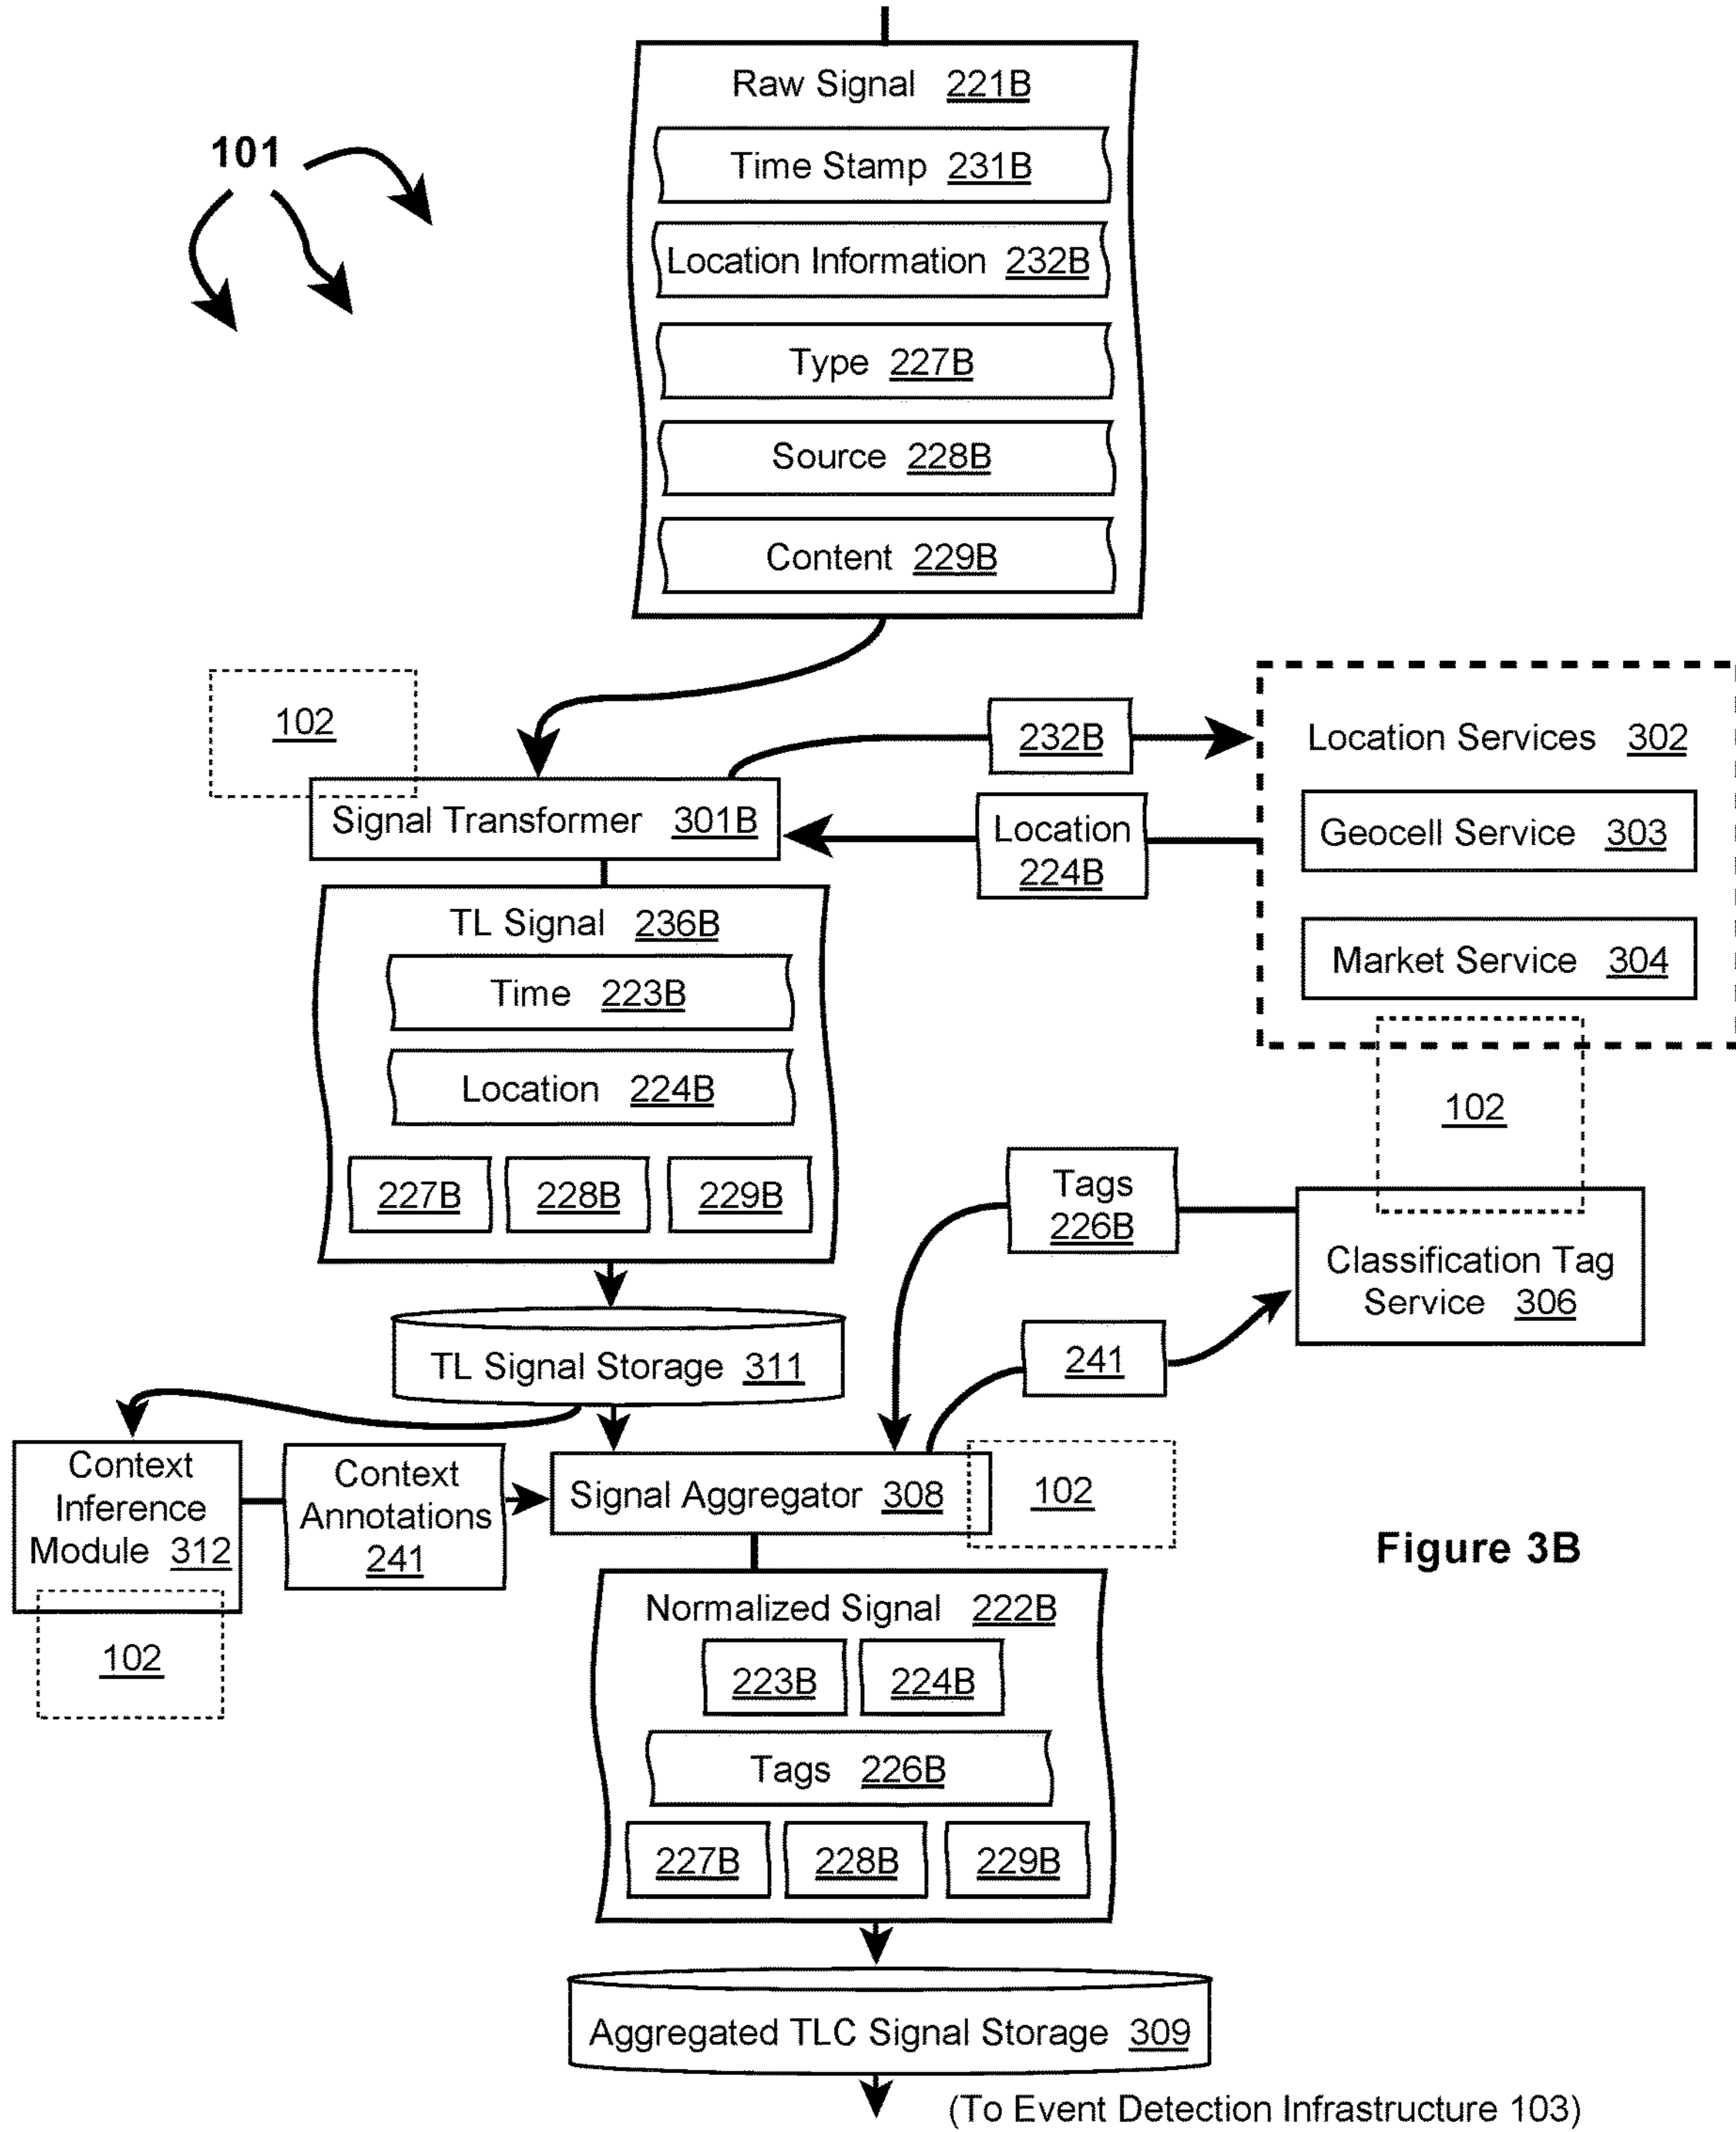 Raw Signal 221B
101
Time Stamp 231B
Location Information 232B
Type 227B
Source 228B
Content 229B
102
232B
Location Services 302
Signal Transformer 301B
Location
224B
Geocell Service 303
TL Signal 236B
Market Service 304
Time 223B
Location 224B
102
227B 228B 229B
Tags
226B
Classification Tag
Service 306
TL Signal Storage 311
241
Context
Inference
Module 312
Context
Annotations
241
Signal Aggregator 308
102
Figure 3B
102
Normalized Signal 222B
223B 224B
Tags 226B
227B 228B 229B
Aggregated TLC Signal Storage 309
(To Event Detection Infrastructure 103)